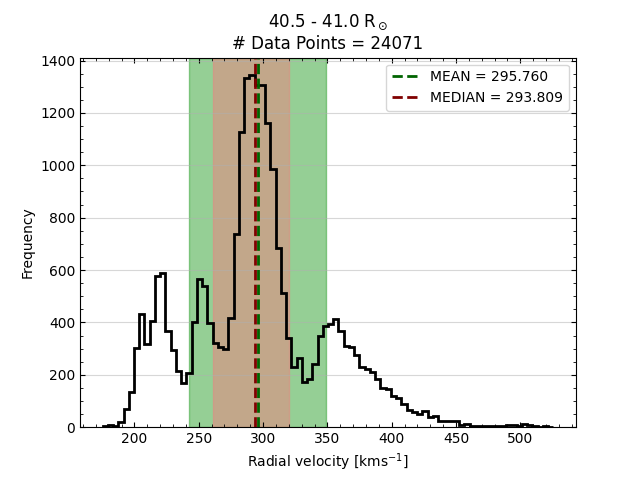 40.5 - 41.0 R⊙
# Data Points = 24071
1400
1200
1000
800
600
400
200
0
Frequency
MEAN = 295.760
MEDIAN = 293.809
200 250 300 350 400 450 500
Radial velocity [kms⁻¹]